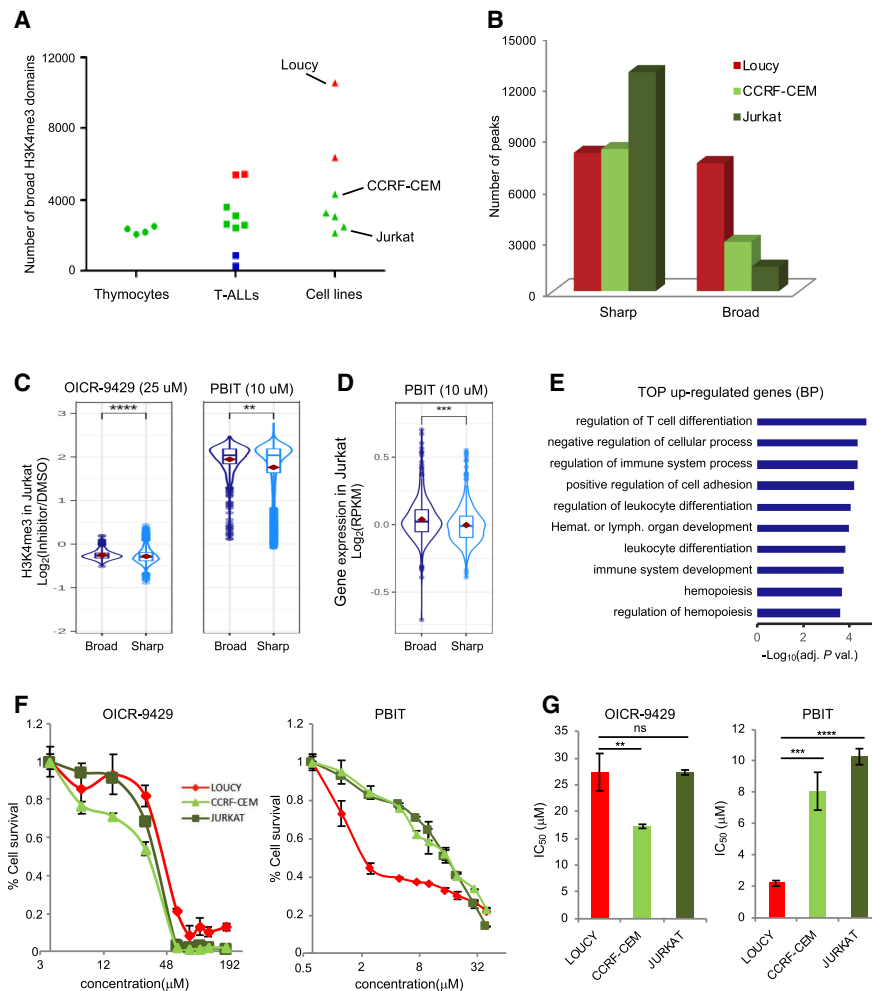 A
Number of broad H3K4me3 domains
12000
8000
4000
0
Loucy
CCRF-CEM
Jurkat
Thymocytes
T-ALLs
Cell lines
B
Number of peaks
15000
12000
9000
6000
3000
0
Loucy
CCRF-CEM
Jurkat
Sharp
Broad
C
OICR-9429 (25 uM)
PBIT (10 uM)
H3K4me3 in Jurkat
Log2(Inhibitor/DMSO)
3
2
1
0
-1
-2
****
**
Broad
Sharp
Broad
Sharp
D
PBIT (10 uM)
Gene expression in Jurkat
Log2(RPKM)
0.5
0.0
-0.5
***
Broad
Sharp
E
TOP up-regulated genes (BP)
regulation of T cell differentiation
negative regulation of cellular process
regulation of immune system process
positive regulation of cell adhesion
regulation of leukocyte differentiation
Hemat. or lymph. organ development
leukocyte differentiation
immune system development
hemopoiesis
regulation of hemopoiesis
0
2
4
-Log10(adj. P val.)
F
OICR-9429
% Cell survival
1.2
1
0.8
0.6
0.4
0.2
0
LOUCY
CCRF-CEM
JURKAT
3
12
48
192
concentration(μM)
PBIT
% Cell survival
1.2
1
0.8
0.6
0.4
0.2
0
0.5
2
8
32
concentration(μM)
G
OICR-9429
IC50 (μM)
35
30
25
20
15
10
5
0
ns
**
LOUCY
CCRF-CEM
JURKAT
PBIT
IC50 (μM)
12
10
8
6
4
2
0
****
***
LOUCY
CCRF-CEM
JURKAT